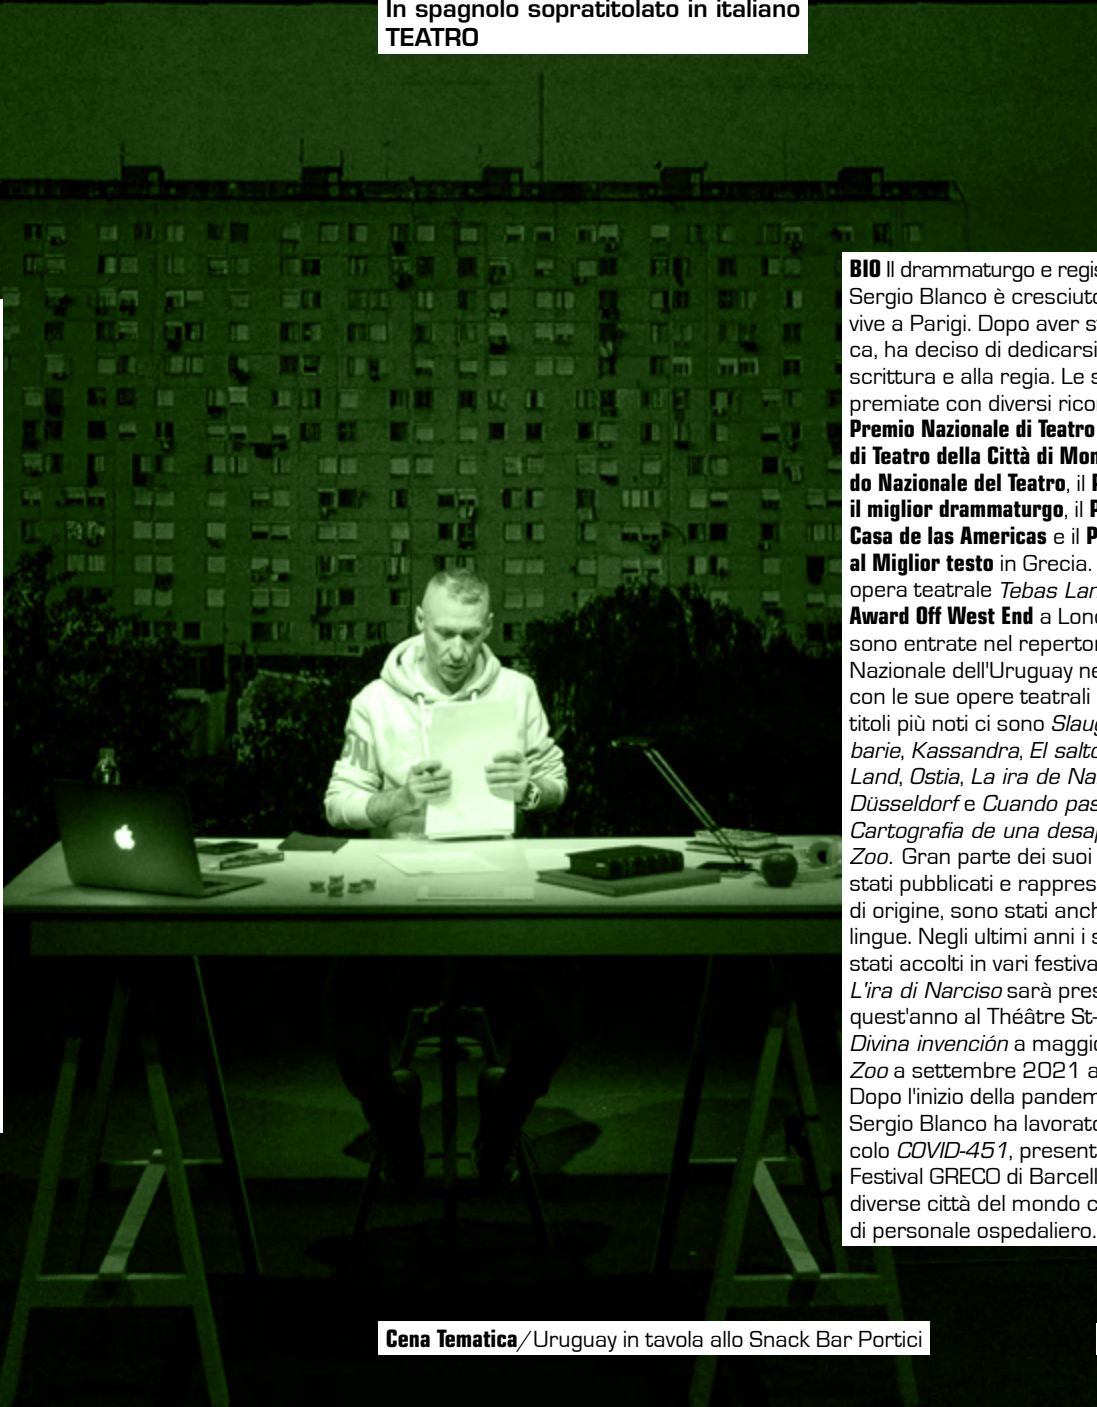 In spagnolo sopratitolato in italiano
TEATRO
BIO Il drammaturgo e regis
Sergio Blanco è cresciuto
vive a Parigi. Dopo aver st
ca, ha deciso di dedicarsi
scrittura e alla regia. Le s
premiate con diversi rico
Premio Nazionale di Teatro
di Teatro della Città di Mon
do Nazionale del Teatro, il
il miglior drammaturgo, il P
Casa de las Americas e il P
al Miglior testo in Grecia.
opera teatrale Tebas Lan
Award Off West End a Lond
sono entrate nel repertor
Nazionale dell'Uruguay ne
con le sue opere teatrali
titoli più noti ci sono Slaug
barie, Kassandra, El salto
Land, Ostia, La ira de Na
Düsseldorf e Cuando pas
Cartografia de una desap
Zoo. Gran parte dei suoi
stati pubblicati e rappres
di origine, sono stati anch
lingue. Negli ultimi anni i s
stati accolti in vari festiva
L'ira di Narciso sarà pres
quest'anno al Théâtre St-
Divina invención a maggio
Zoo a settembre 2021 a
Dopo l'inizio della pandem
Sergio Blanco ha lavorato
colo COVID-451, present
Festival GRECO di Barcell
diverse città del mondo c
di personale ospedaliero.
Cena Tematica/Uruguay in tavola allo Snack Bar Portici